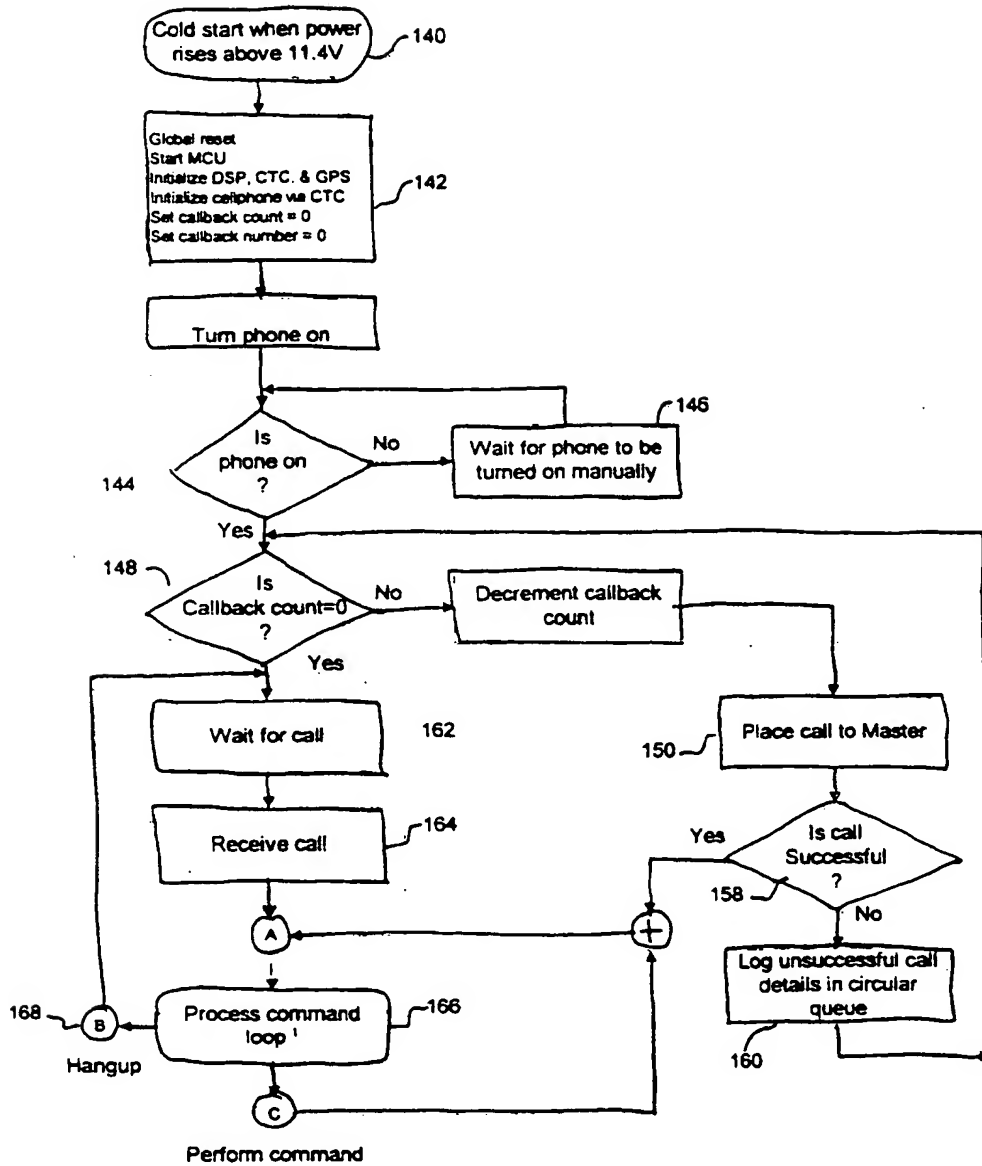 Cold start when power
rises above 11.4V
140
Global reset
Start MCU
Initialize DSP, CTC. & GPS
Initialize cellphone via CTC
Set callback count = 0
Set callback number = 0
142
Turn phone on
Is
phone on
?
144
No
146
Wait for phone to be
turned on manually
Yes
148
Is
Callback count=0
?
No
Decrement callback
count
Yes
Wait for call
162
150
Place call to Master
Receive call
164
Yes
Is call
Successful
?
158
No
A
+
Log unsuccessful call
details in circular
queue
160
168
B
Hangup
Process command
loop
166
C
Perform command